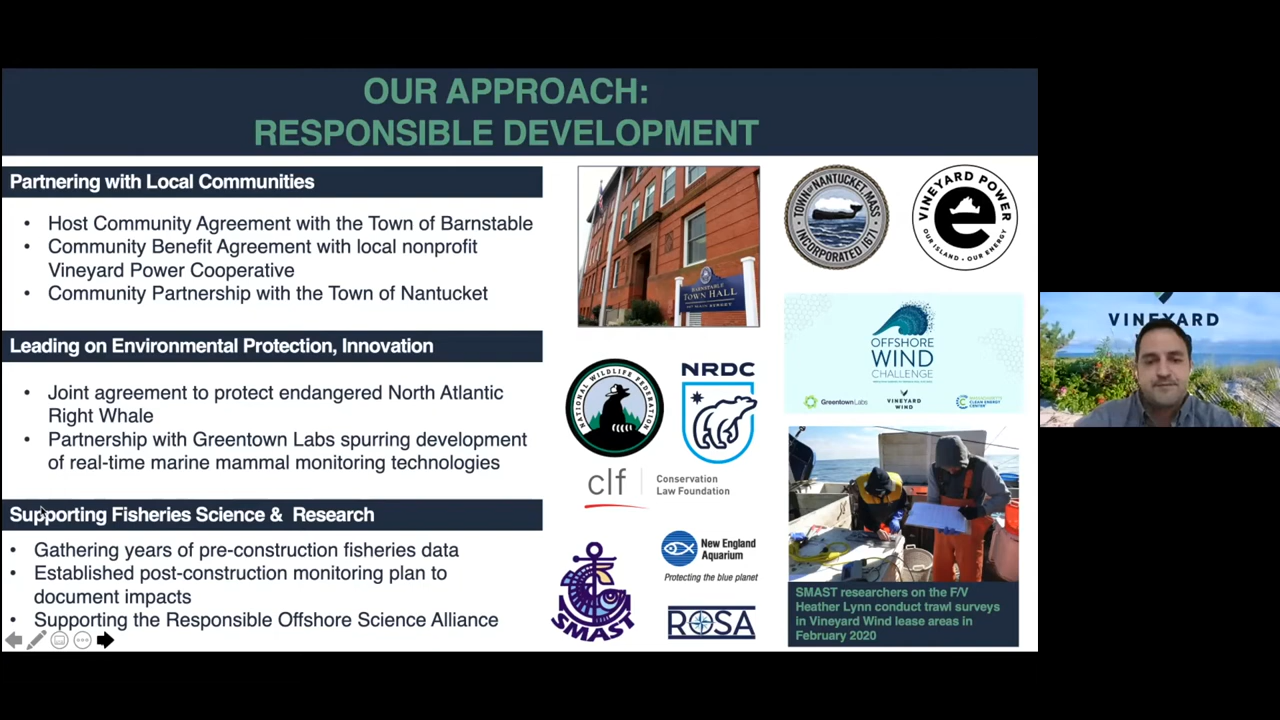 OUR APPROACH:
RESPONSIBLE DEVELOPMENT
Partnering with Local Communities
• Host Community Agreement with the Town of Barnstable
• Community Benefit Agreement with local nonprofit
Vineyard Power Cooperative
• Community Partnership with the Town of Nantucket
Leading on Environmental Protection, Innovation
• Joint agreement to protect endangered North Atlantic
Right Whale
• Partnership with Greentown Labs spurring development
of real-time marine mammal monitoring technologies
Supporting Fisheries Science & Research
• Gathering years of pre-construction fisheries data
• Established post-construction monitoring plan to
document impacts
• Supporting the Responsible Offshore Science Alliance
BARNSTABLE
TOWN HALL
TOWN OF NANTUCKET, MASS
INCORPORATED 1671
VINEYARD POWER
e
OUR ISLAND · OUR ENERGY
NATIONAL WILDLIFE FEDERATION
NRDC
clf
Conservation
Law Foundation
OFFSHORE
WIND
CHALLENGE
Greentown Labs
VINEYARD
WIND
MASSACHUSETTS
CLEAN ENERGY
CENTER
SMAST
New England
Aquarium
Protecting the blue planet
ROSA
SMAST researchers on the F/V
Heather Lynn conduct trawl surveys
in Vineyard Wind lease areas in
February 2020
VINEYARD